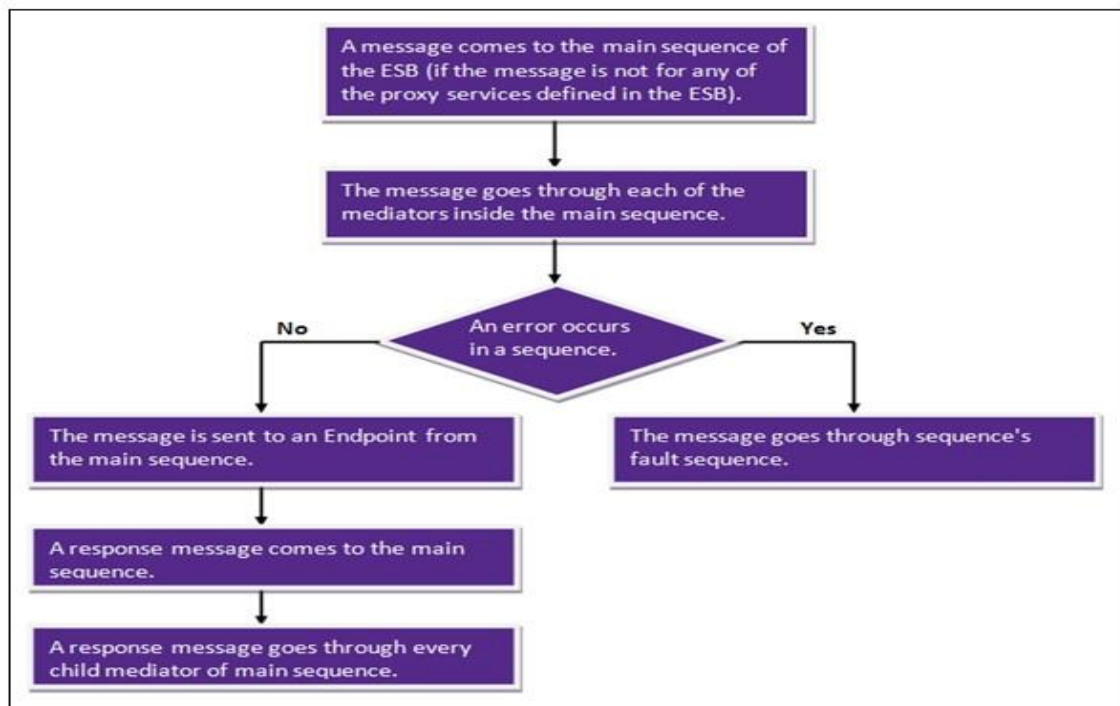 A message comes to the main sequence of
the ESB (if the message is not for any of
the proxy services defined in the ESB).
The message goes through each of the
mediators inside the main sequence.
An error occurs
in a sequence.
No
Yes
The message is sent to an Endpoint from
the main sequence.
The message goes through sequence's
fault sequence.
A response message comes to the main
sequence.
A response message goes through every
child mediator of main sequence.